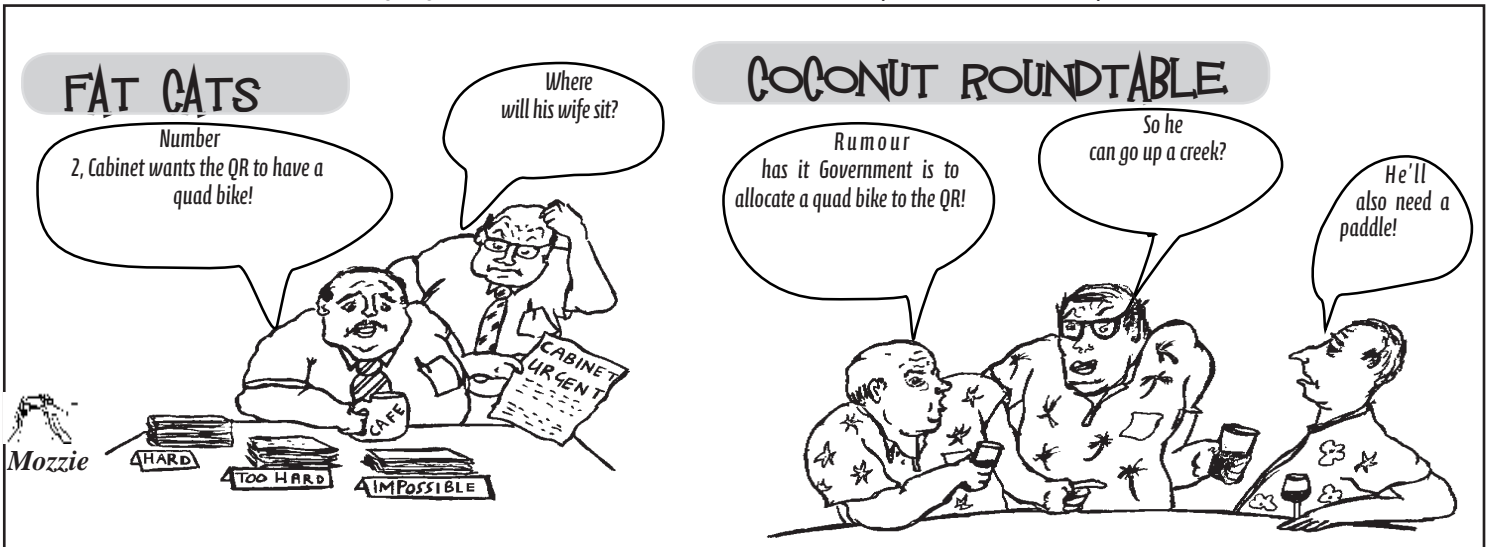 FAT CATS
Number
2, Cabinet wants the QR to have a
quad bike!
Where
will his wife sit?
CABINET
URGENT
CAFE
HARD
TOO HARD
IMPOSSIBLE
Mozzie
COCONUT ROUNDTABLE
Rumour
has it Government is to
allocate a quad bike to the QR!
So he
can go up a creek?
He'll
also need a
paddle!